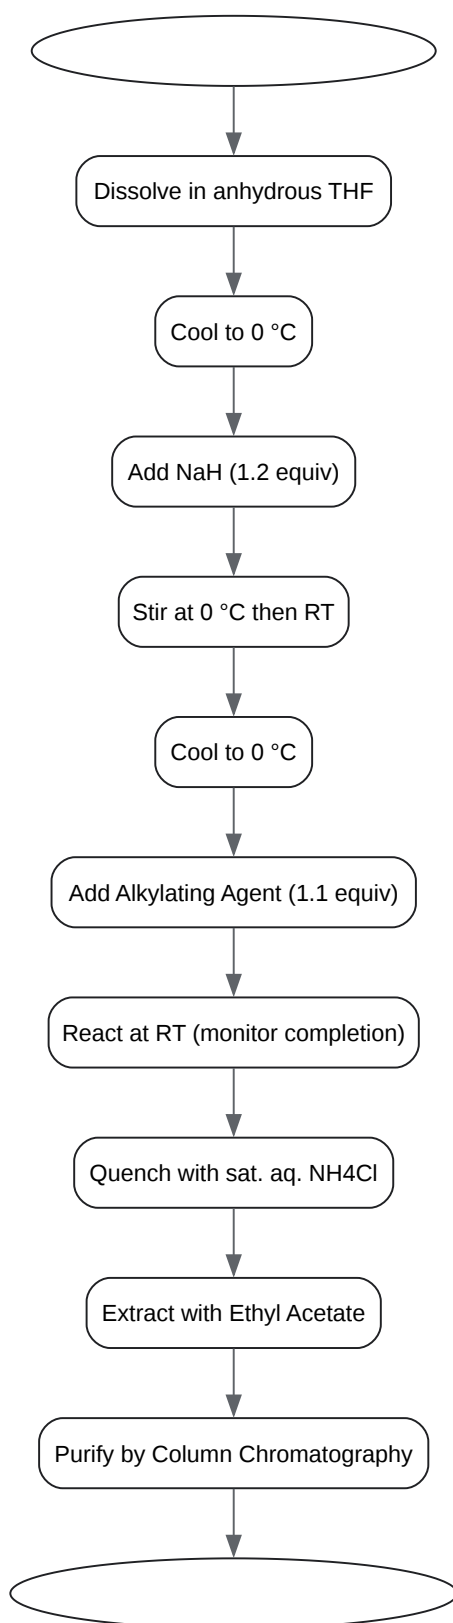 Dissolve in anhydrous THF
Cool to 0 °C
Add NaH (1.2 equiv)
Stir at 0 °C then RT
Cool to 0 °C
Add Alkylating Agent (1.1 equiv)
React at RT (monitor completion)
Quench with sat. aq. NH4Cl
Extract with Ethyl Acetate
Purify by Column Chromatography